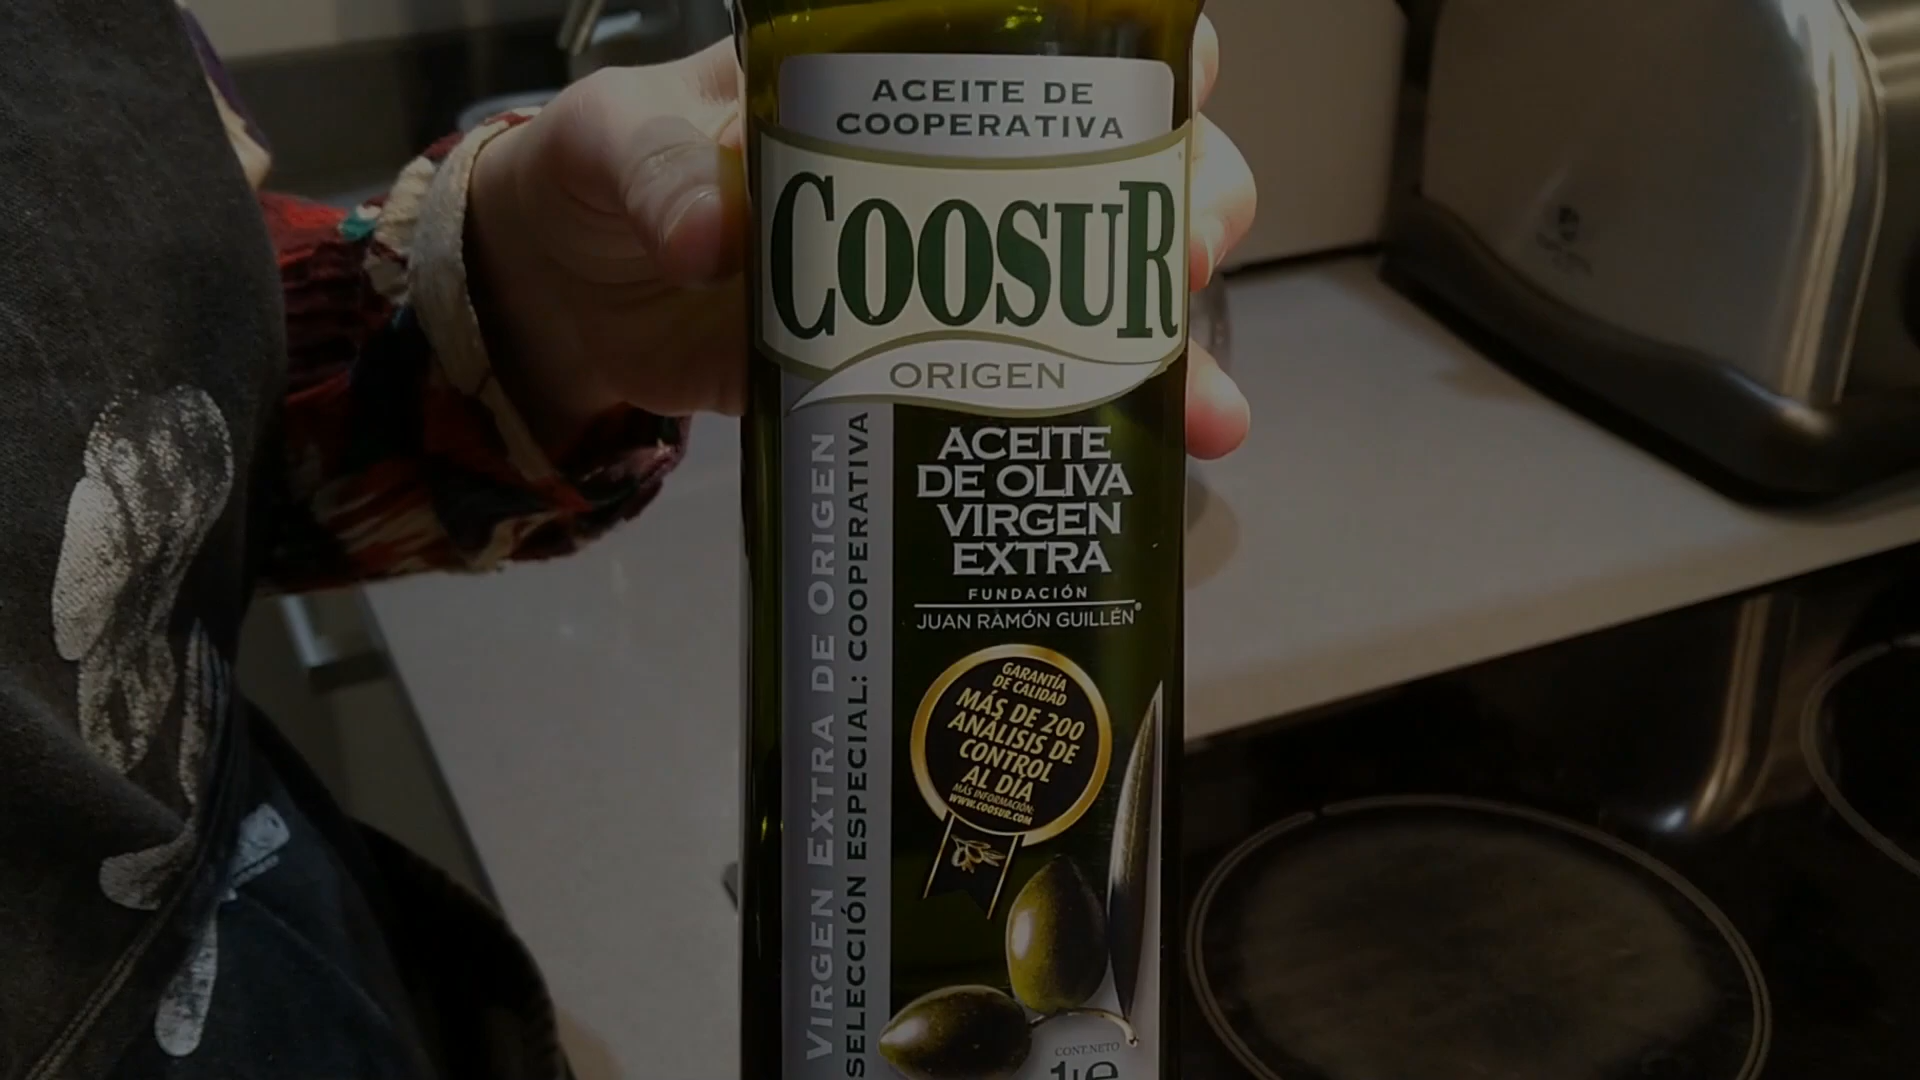 ACEITE DE
COOPERATIVA
COOSUR
ORIGEN
ACEITE
DE OLIVA
VIRGEN
EXTRA
FUNDACIÓN
JUAN RAMÓN GUILLÉN®
GARANTÍA
DE CALIDAD
MÁS DE 200
ANÁLISIS DE
CONTROL
AL DÍA
MÁS INFORMACIÓN:
WWW.COOSUR.COM
VIRGEN EXTRA DE ORIGEN
SELECCIÓN ESPECIAL: COOPERATIVA
CONT.NETO
1L e